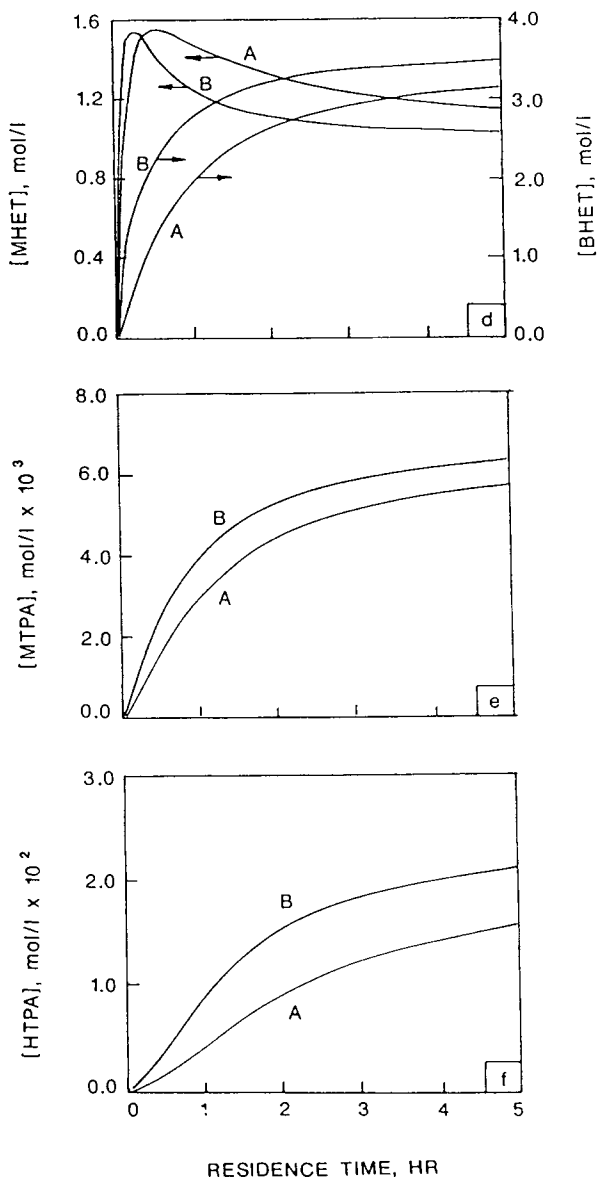 [MHET], mol/l
1.6
1.2
0.8
0.4
0.0
A
B
B
A
4.0
3.0
2.0
1.0
0.0
[BHET], mol/l
d
[MTPA], mol/l x 10³
8.0
6.0
4.0
2.0
0.0
B
A
e
[HTPA], mol/l x 10²
3.0
2.0
1.0
0.0
B
A
f
0 1 2 3 4 5
RESIDENCE TIME, HR